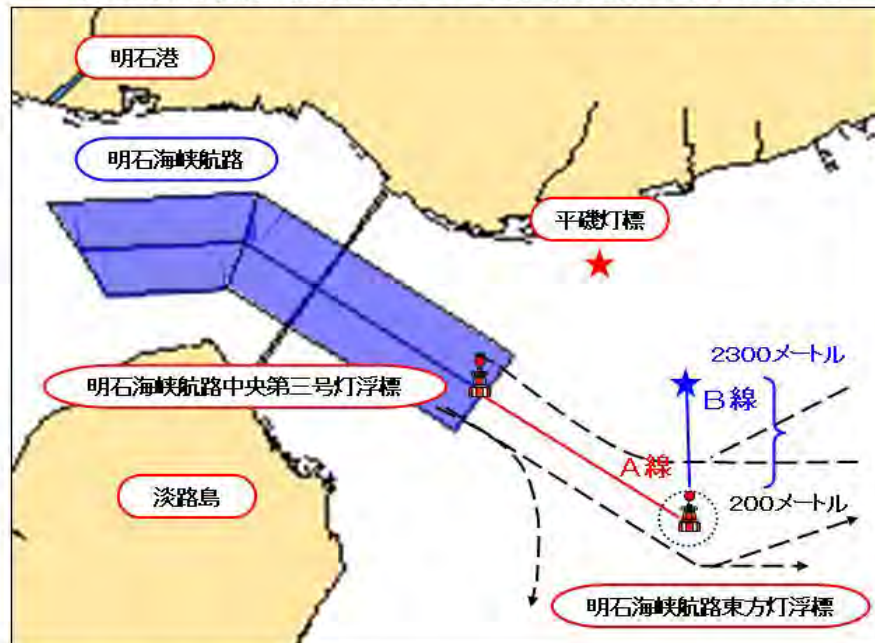 明石港
明石海峡航路
平磯灯標
2300メートル
B線
明石海峡航路中央第三号灯浮標
A線
淡路島
200メートル
明石海峡航路東方灯浮標